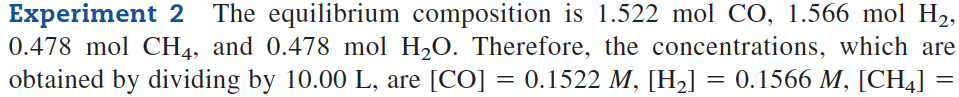 Experiment 2 The equilibrium composition is 1.522 mol CO, 1.566 mol H₂,
0.478 mol CH₄, and 0.478 mol H₂O. Therefore, the concentrations, which are
obtained by dividing by 10.00 L, are [CO] = 0.1522 M, [H₂] = 0.1566 M, [CH₄] =